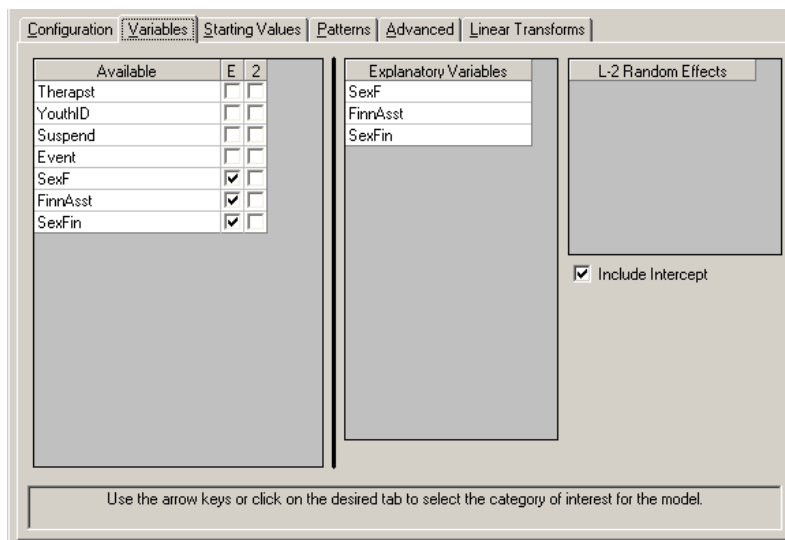 Configuration Variables Starting Values Patterns Advanced Linear Transforms
Available E 2
Therapst
YouthID
Suspend
Event
SexF
FinnAsst
SexFin
Explanatory Variables
SexF
FinnAsst
SexFin
L-2 Random Effects
Include Intercept
Use the arrow keys or click on the desired tab to select the category of interest for the model.